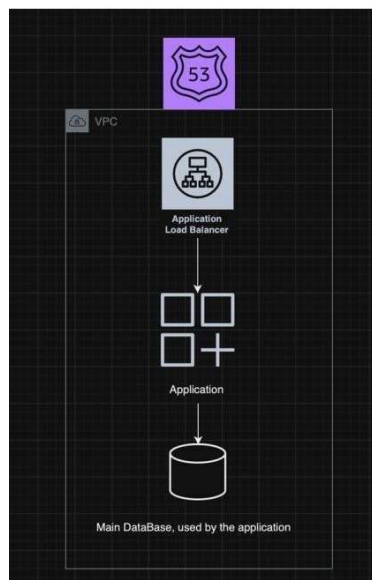 53
VPC
Application
Load Balancer
Application
Main DataBase, used by the application